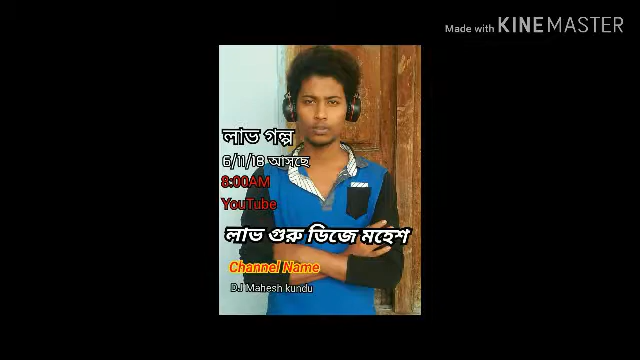 Made with KINEMASTER
লাভ গল্প
6/11/18 আসছে
8:00AM
YouTube
লাভ গুরু ডিজে মহেশ
Channel Name
DJ Mahesh kundu